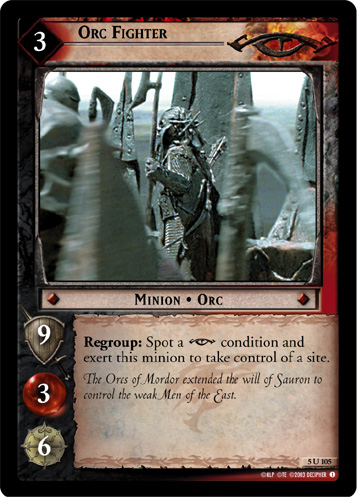 3
ORC FIGHTER
MINION • ORC
9
3
6
Regroup: Spot a condition and
exert this minion to take control of a site.
The Orcs of Mordor extended the will of Sauron to
control the weak Men of the East.
5 U 105
©NLP ©TE ©2003 DECIPHER